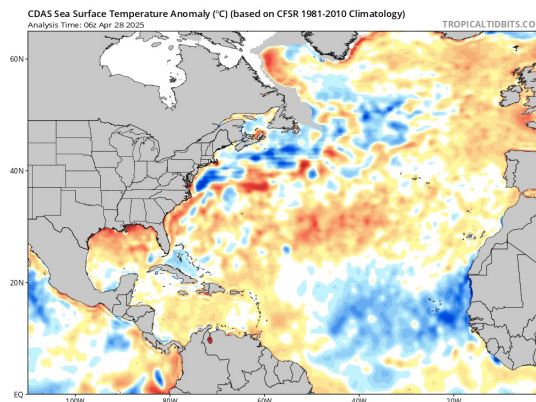 CDAS Sea Surface Temperature Anomaly (°C) (based on CFSR 1981-2010 Climatology)
Analysis Time: 06z Apr 28 2025
TROPICALTIDBITS.CO
60N
40N
20N
EQ
100W
80W
60W
40W
20W